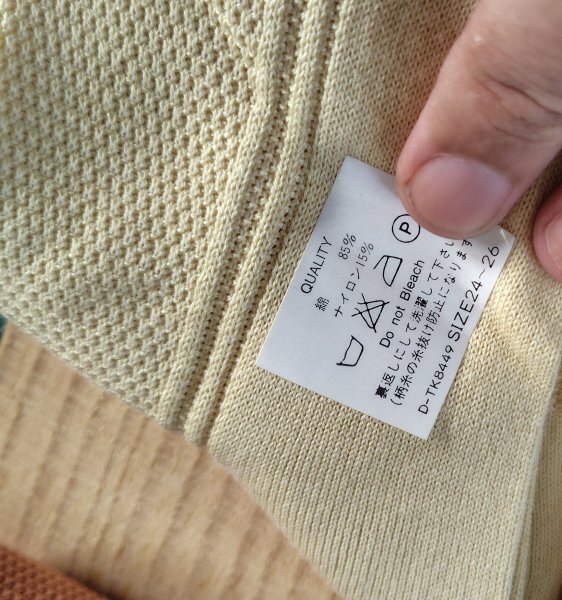 QUALITY
綿 85%
ナイロン15%
P
Do not Bleach
裏返しにして洗濯して下さい
(柄糸の糸抜け防止になります
D-TK8449 SIZE24~26